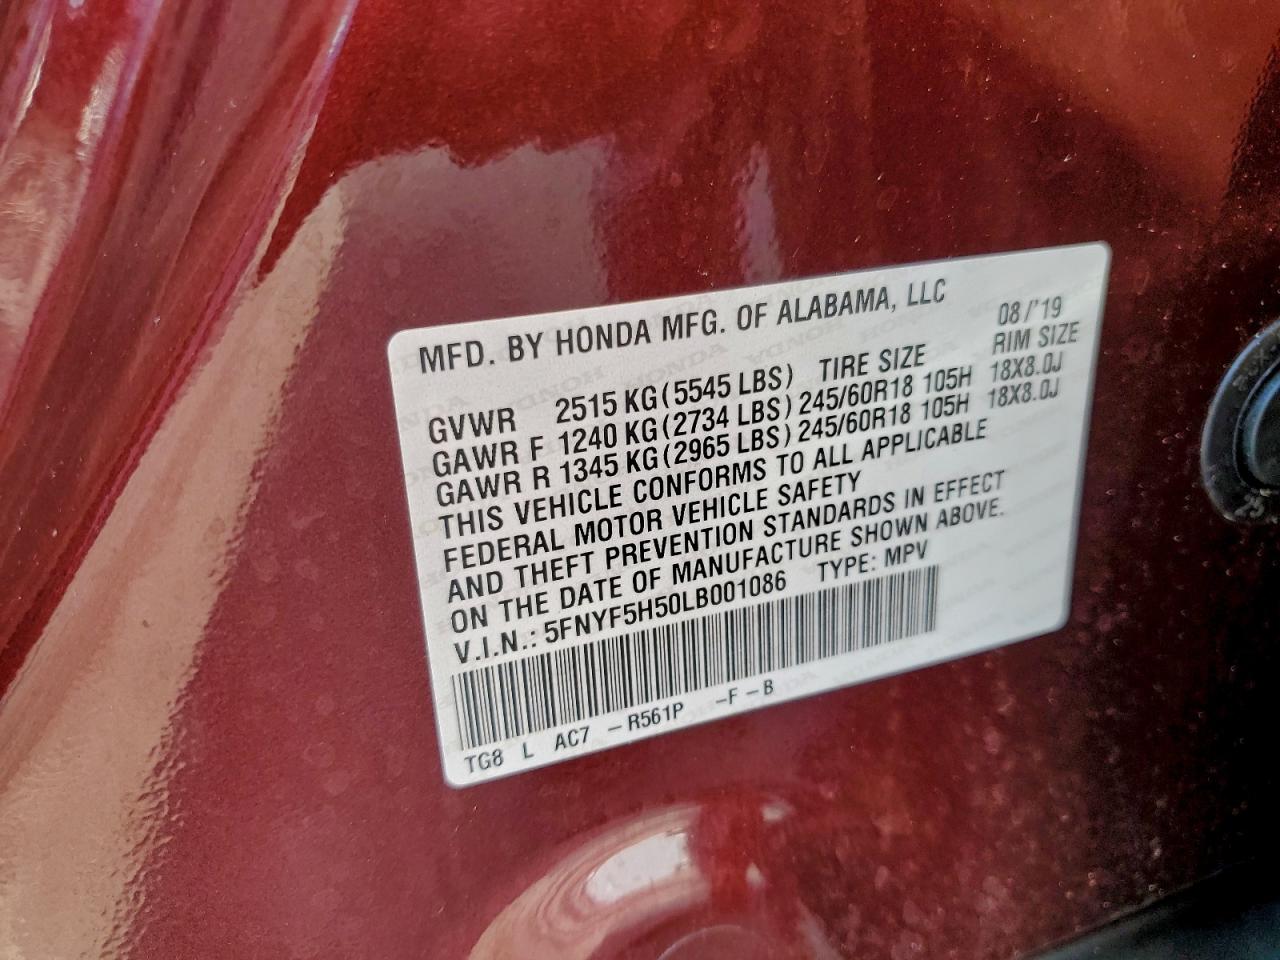 MFD. BY HONDA MFG. OF ALABAMA, LLC
08/'19
GVWR 2515 KG(5545 LBS) TIRE SIZE RIM SIZE
GAWR F 1240 KG(2734 LBS) 245/60R18 105H 18X8.0J
GAWR R 1345 KG(2965 LBS) 245/60R18 105H 18X8.0J
THIS VEHICLE CONFORMS TO ALL APPLICABLE
FEDERAL MOTOR VEHICLE SAFETY
AND THEFT PREVENTION STANDARDS IN EFFECT
ON THE DATE OF MANUFACTURE SHOWN ABOVE.
V.I.N.: 5FNYF5H50LB001086 TYPE: MPV
TG8 L AC7 -R561P -F-B